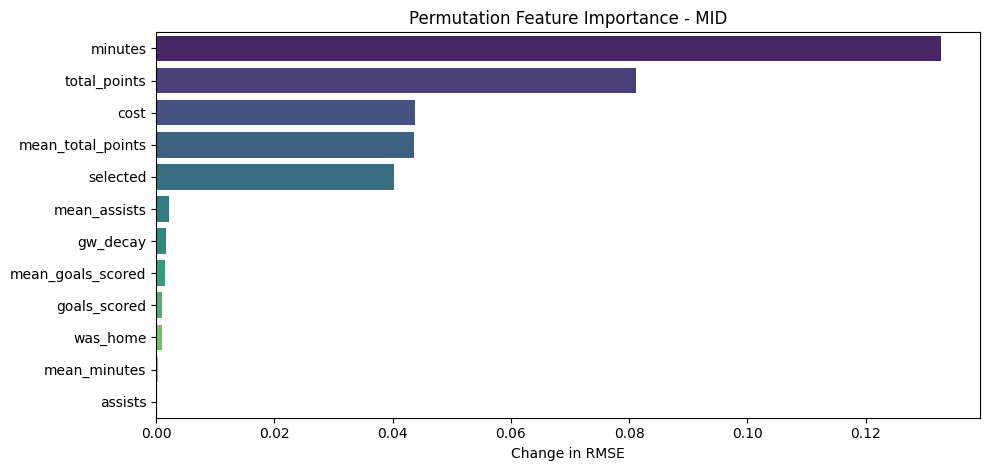 Permutation Feature Importance - MID
minutes
total_points
cost
mean_total_points
selected
mean_assists
gw_decay
mean_goals_scored
goals_scored
was_home
mean_minutes
assists
0.00 0.02 0.04 0.06 0.08 0.10 0.12
Change in RMSE